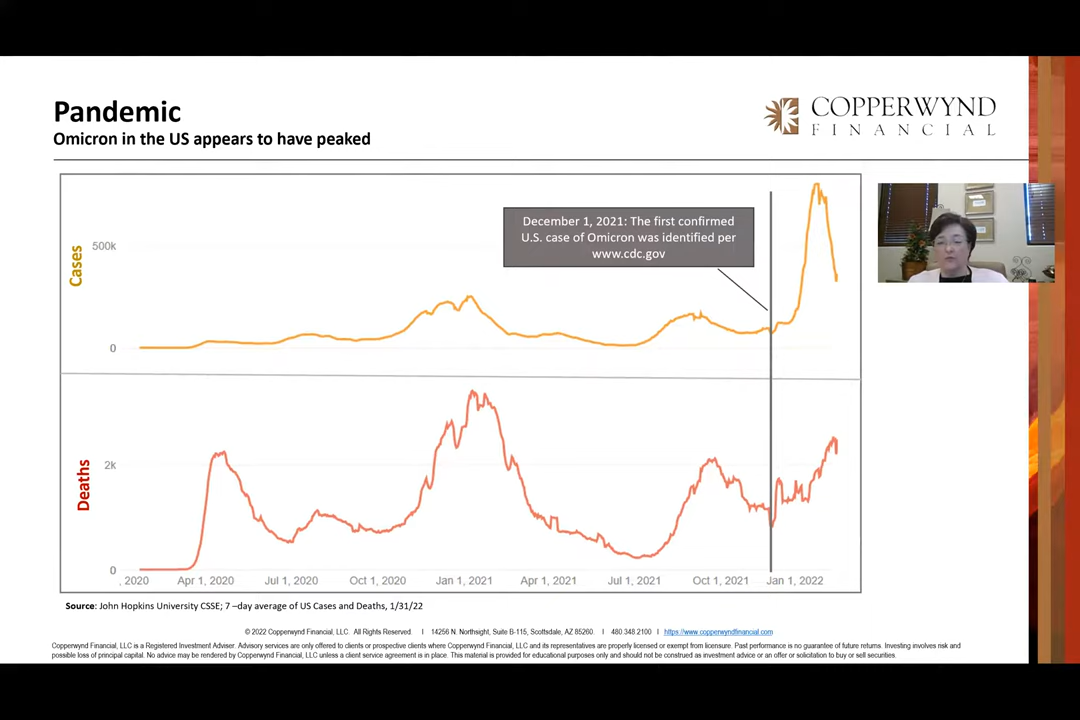 Pandemic
Omicron in the US appears to have peaked
COPPERWYND
FINANCIAL
December 1, 2021: The first confirmed
U.S. case of Omicron was identified per
www.cdc.gov
Cases
500k
0
Deaths
2k
0
, 2020 Apr 1, 2020 Jul 1, 2020 Oct 1, 2020 Jan 1, 2021 Apr 1, 2021 Jul 1, 2021 Oct 1, 2021 Jan 1, 2022
Source: John Hopkins University CSSE; 7 –day average of US Cases and Deaths, 1/31/22
© 2022 Copperwynd Financial, LLC. All Rights Reserved. I 14256 N. Northsight, Suite B-115, Scottsdale, AZ 85260. I 480.348.2100 I https://www.copperwyndfinancial.com
Copperwynd Financial, LLC is a Registered Investment Adviser. Advisory services are only offered to clients or prospective clients where Copperwynd Financial, LLC and its representatives are properly licensed or exempt from licensure. Past performance is no guarantee of future returns. Investing involves risk and
possible loss of principal capital. No advice may be rendered by Copperwynd Financial, LLC unless a client service agreement is in place. This material is provided for educational purposes only and should not be construed as investment advice or an offer or solicitation to buy or sell securities.